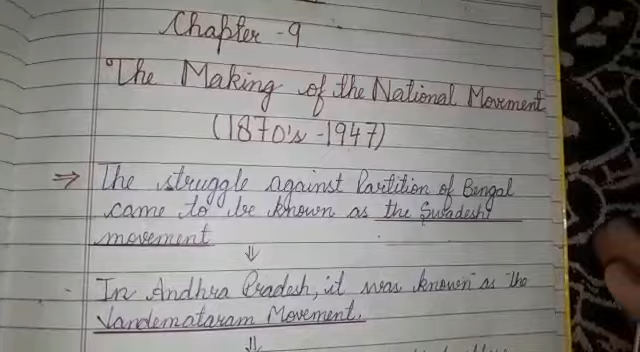 Chapter - 9
The Making of the National Movement
(1870's - 1947)
⇒ The struggle against Partition of Bengal
came to be known as the Swadeshi
movement
↓
In Andhra Pradesh, it was known as the
Vandemataram Movement.
⇓